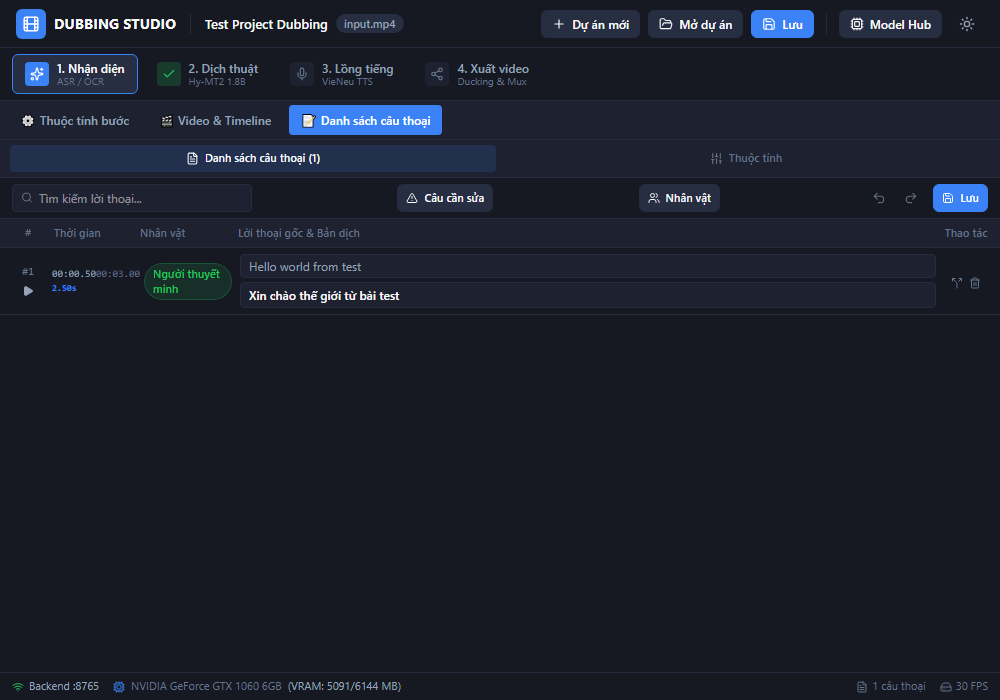 DUBBING STUDIO
Test Project Dubbing
input.mp4
Dự án mới
Mở dự án
Lưu
Model Hub
1. Nhận diện
ASR / OCR
2. Dịch thuật
Hy-MT2 1.8B
3. Lồng tiếng
VieNeu TTS
4. Xuất video
Ducking & Mux
Thuộc tính bước
Video & Timeline
Danh sách câu thoại
Danh sách câu thoại (1)
Thuộc tính
Tìm kiếm lời thoại...
Câu cần sửa
Nhân vật
Lưu
# Thời gian Nhân vật Lời thoại gốc & Bản dịch Thao tác
#1
00:00.50 00:03.00
2.50s
Người thuyết
minh
Hello world from test
Xin chào thế giới từ bài test
Backend :8765
NVIDIA GeForce GTX 1060 6GB (VRAM: 5091/6144 MB)
1 câu thoại
30 FPS